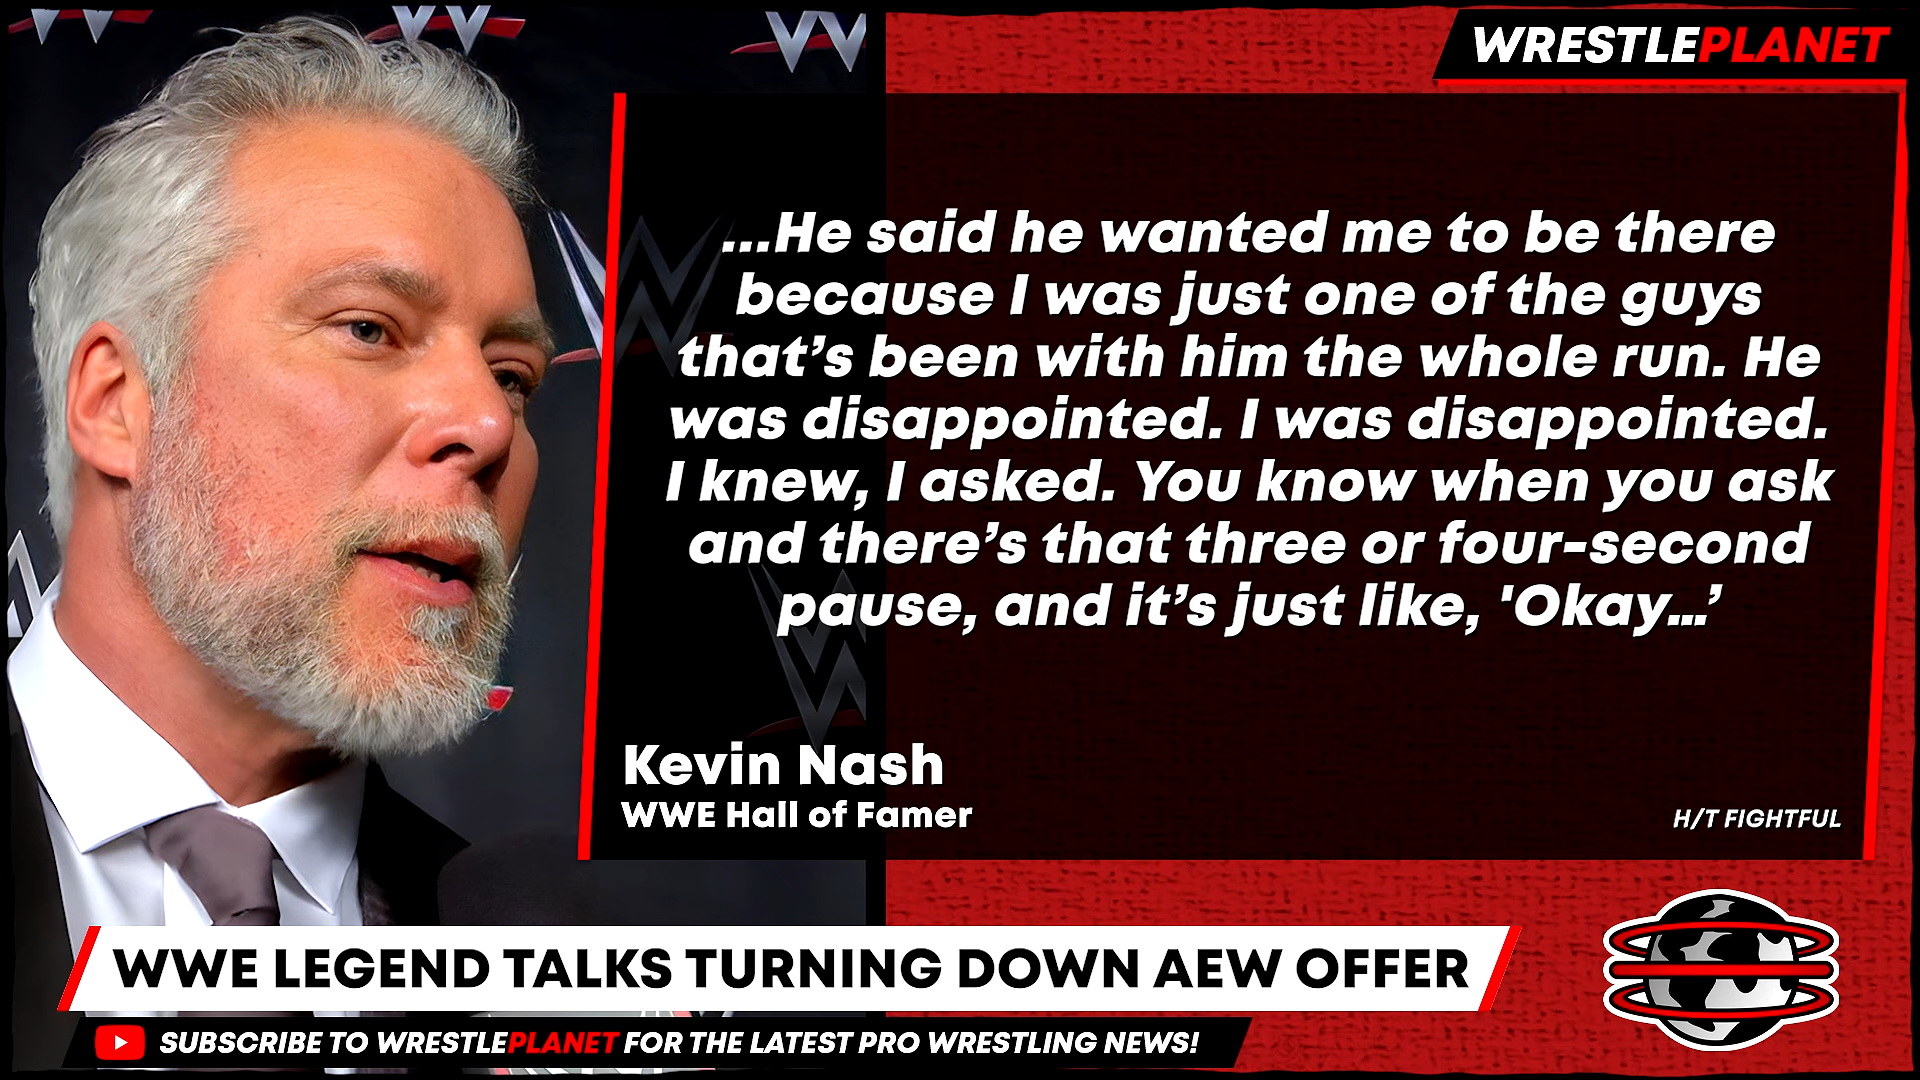 WRESTLEPLANET
...He said he wanted me to be there
because I was just one of the guys
that’s been with him the whole run. He
was disappointed. I was disappointed.
I knew, I asked. You know when you ask
and there’s that three or four-second
pause, and it’s just like, 'Okay...’
Kevin Nash
WWE Hall of Famer
H/T FIGHTFUL
WWE LEGEND TALKS TURNING DOWN AEW OFFER
SUBSCRIBE TO WRESTLEPLANET FOR THE LATEST PRO WRESTLING NEWS!